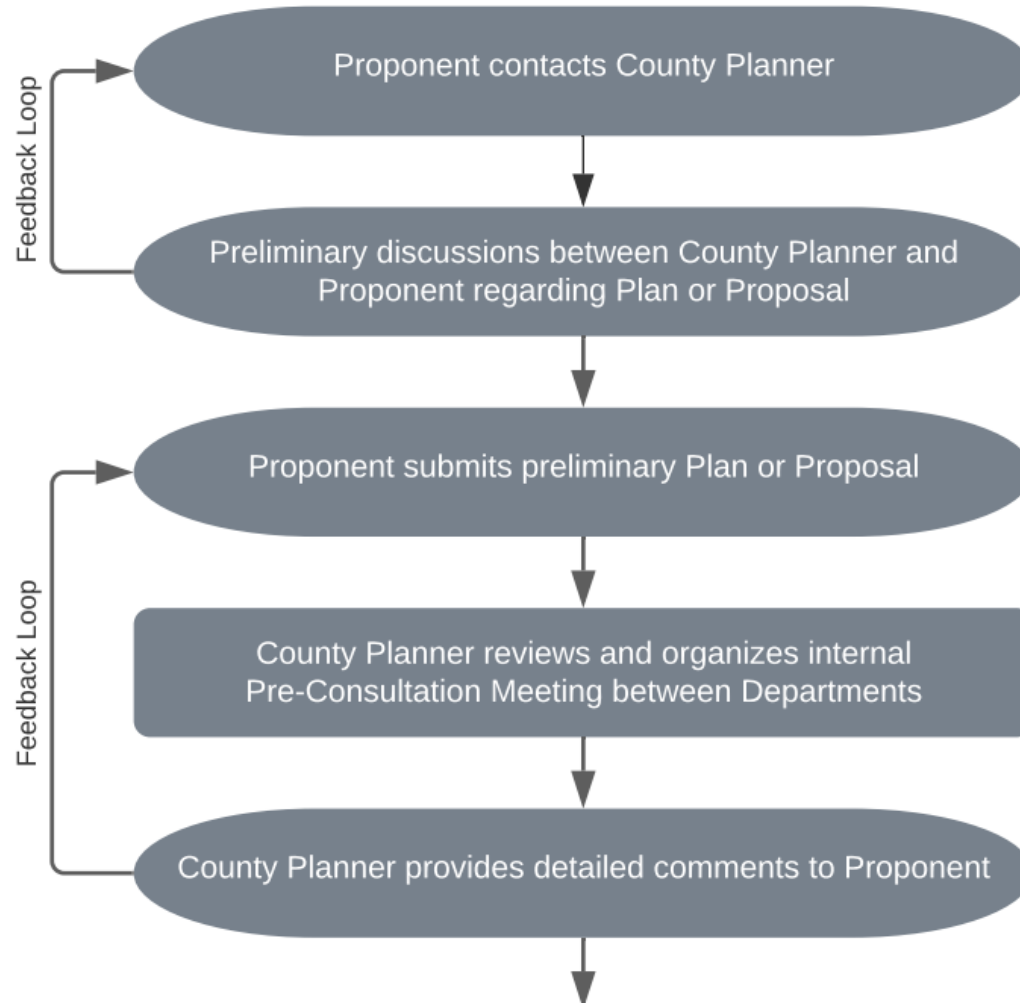 Proponent contacts County Planner
Feedback Loop
Preliminary discussions between County Planner and
Proponent regarding Plan or Proposal
Proponent submits preliminary Plan or Proposal
Feedback Loop
County Planner reviews and organizes internal
Pre-Consultation Meeting between Departments
County Planner provides detailed comments to Proponent